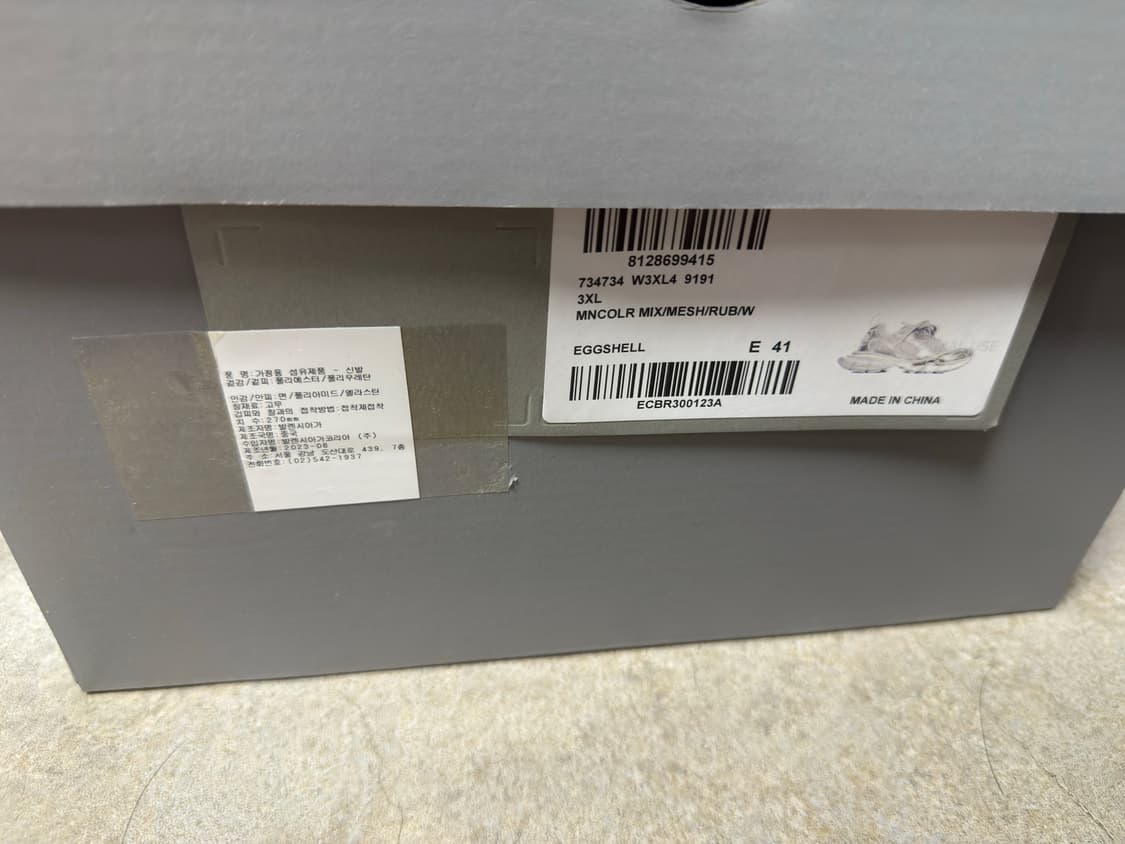 8128699415
734734 W3XL4 9191
3XL
MNCOLR MIX/MESH/RUB/W
EGGSHELL E 41
ECBR300123A
MADE IN CHINA
품 명:가정용 섬유제품 - 신발
겉감/겉피:폴리에스터/폴리우레탄
안감/안피:면/폴리아미드/엘라스탄
창재료:고무
겉피와 창과의 접착방법:접착제접착
치 수:270mm
제조자명:발렌시아가
제조국명:중국
수입자명:발렌시아가코리아 (주)
제조년월:2023-08
주 소:서울 강남 도산대로 439, 7층
전화번호:(02)542-1937